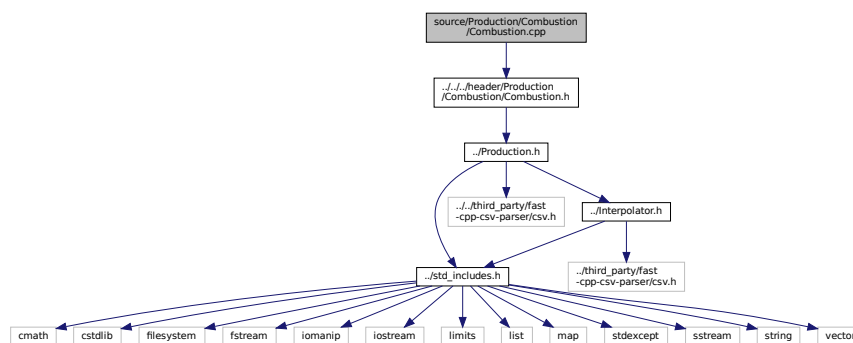 source/Production/Combustion
/Combustion.cpp
../../../header/Production
/Combustion/Combustion.h
../Production.h
../../third_party/fast
-cpp-csv-parser/csv.h
../Interpolator.h
../std_includes.h
../third_party/fast
-cpp-csv-parser/csv.h
cmath
cstdlib
filesystem
fstream
iomanip
iostream
limits
list
map
stdexcept
sstream
string
vector